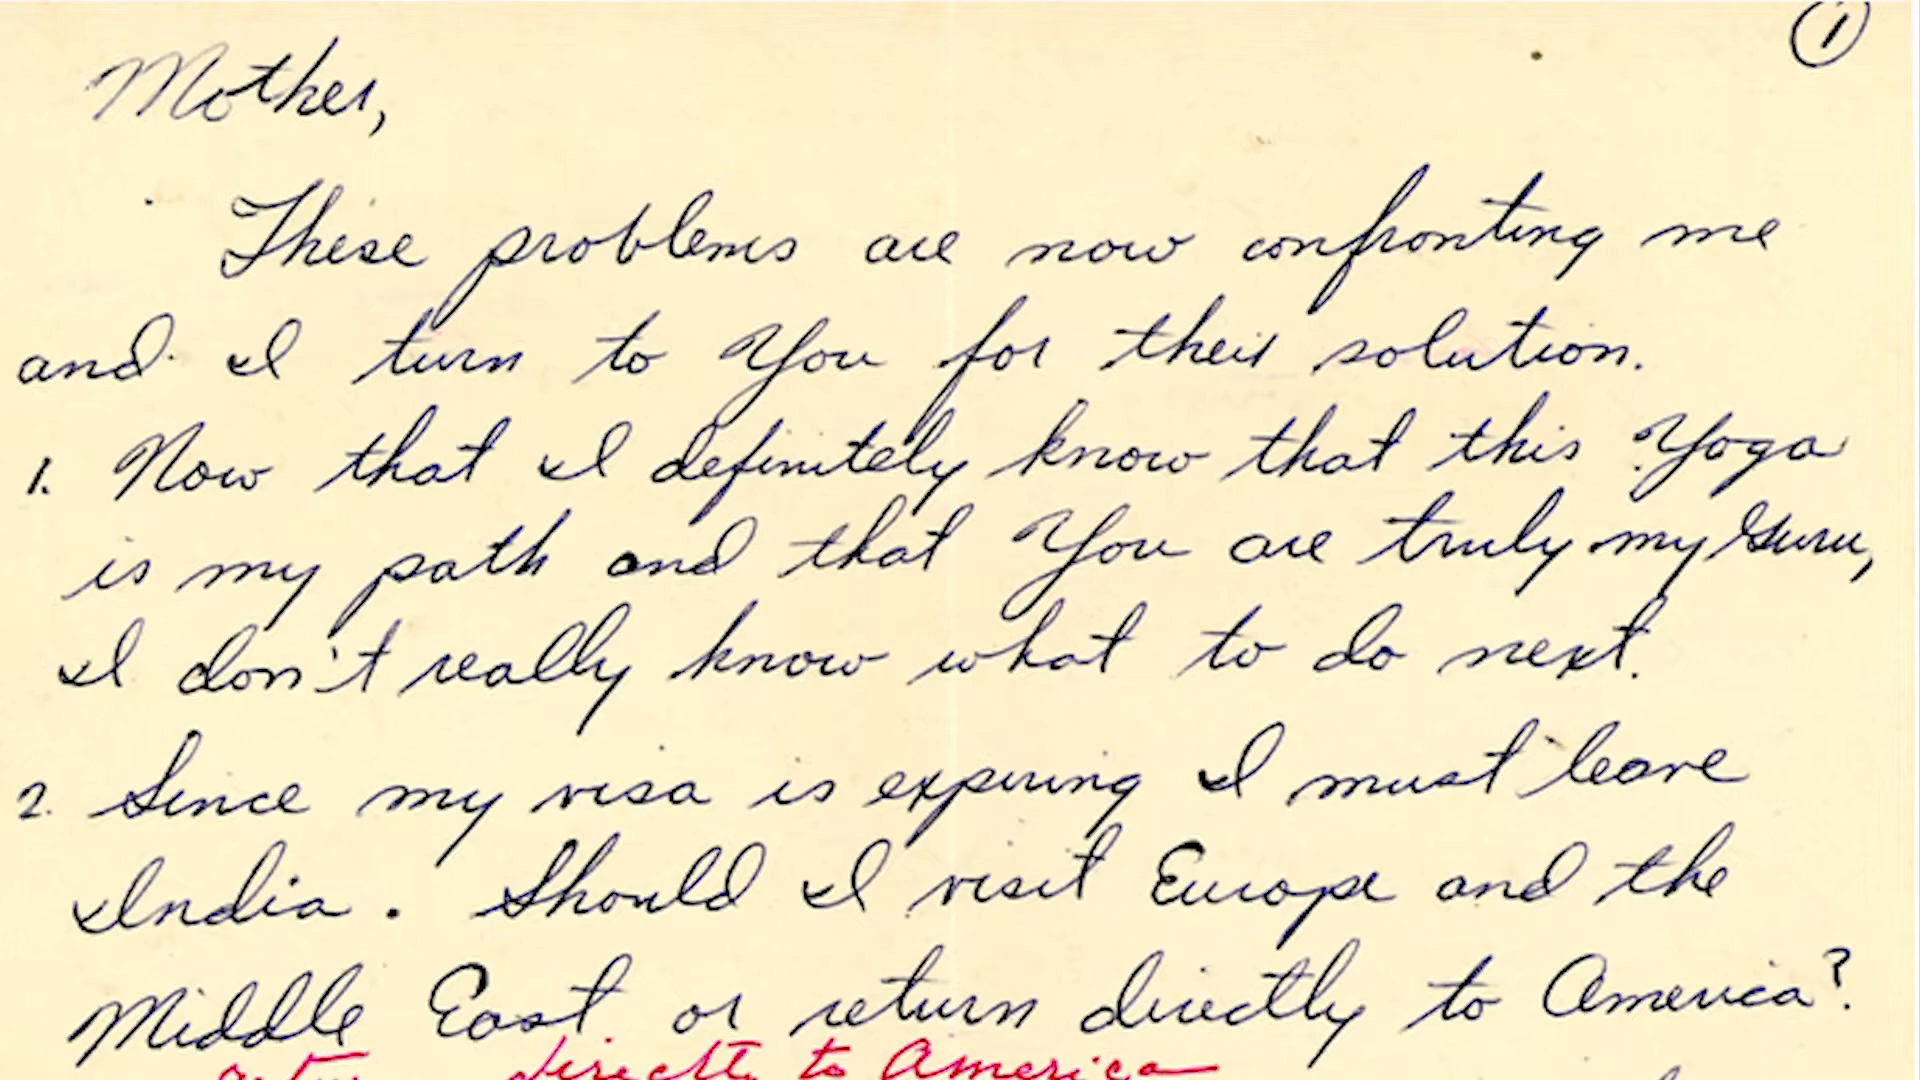 1
Mother,
These problems are now confronting me
and I turn to You for their solution.
1. Now that I definitely know that this Yoga
is my path and that You are truly my Guru,
I don't really know what to do next.
2. Since my visa is expiring I must leave
India. Should I visit Europe and the
Middle East or return directly to America?
directly to America